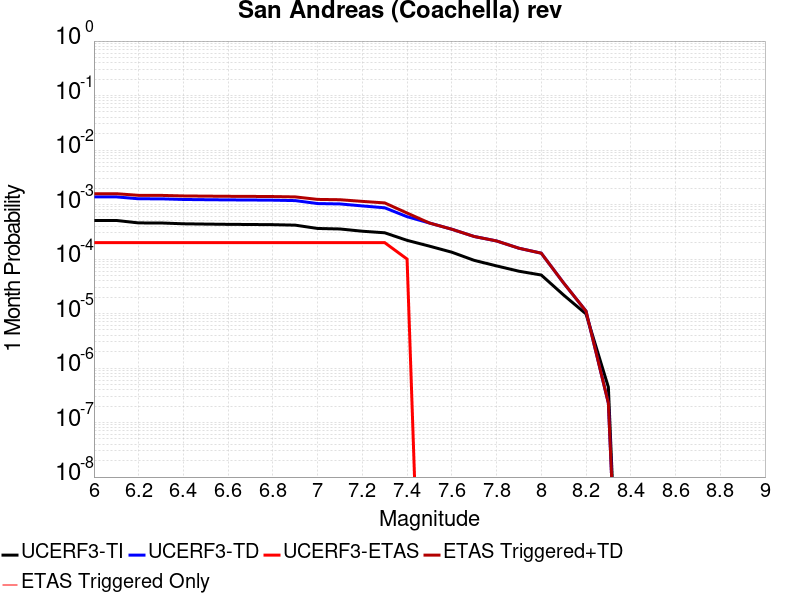 San Andreas (Coachella) rev
10^0
10^-1
10^-2
10^-3
10^-4
10^-5
10^-6
10^-7
10^-8
1 Month Probability
6 6.2 6.4 6.6 6.8 7 7.2 7.4 7.6 7.8 8 8.2 8.4 8.6 8.8 9
Magnitude
UCERF3-TI UCERF3-TD UCERF3-ETAS ETAS Triggered+TD
ETAS Triggered Only